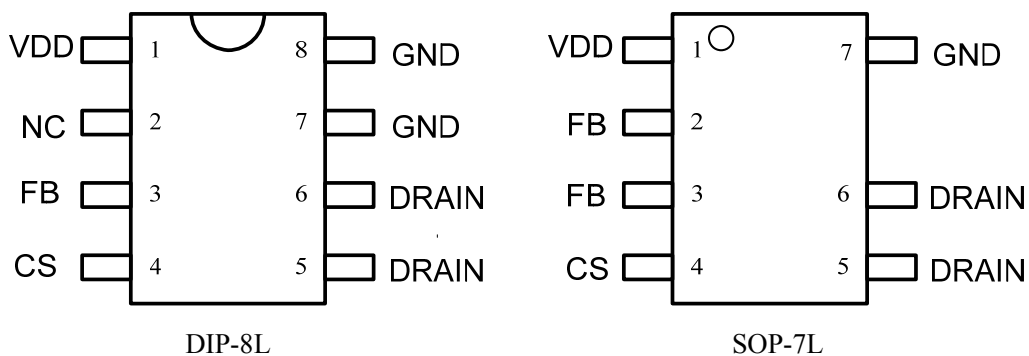 VDD 1 8 GND
NC 2 7 GND
FB 3 6 DRAIN
CS 4 5 DRAIN
DIP-8L
VDD 1 7 GND
FB 2
FB 3 6 DRAIN
CS 4 5 DRAIN
SOP-7L